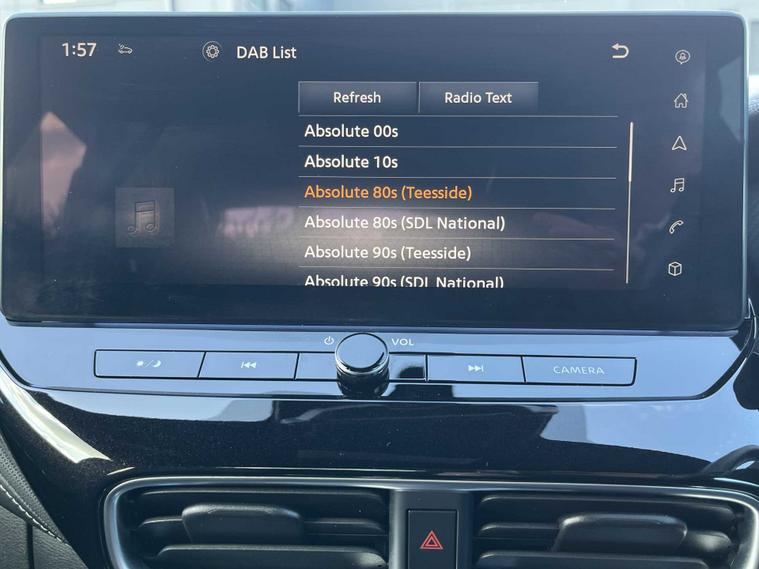 1:57 DAB List
Refresh Radio Text
Absolute 00s
Absolute 10s
Absolute 80s (Teesside)
Absolute 80s (SDL National)
Absolute 90s (Teesside)
Absolute 90s (SDL National)
VOL
CAMERA